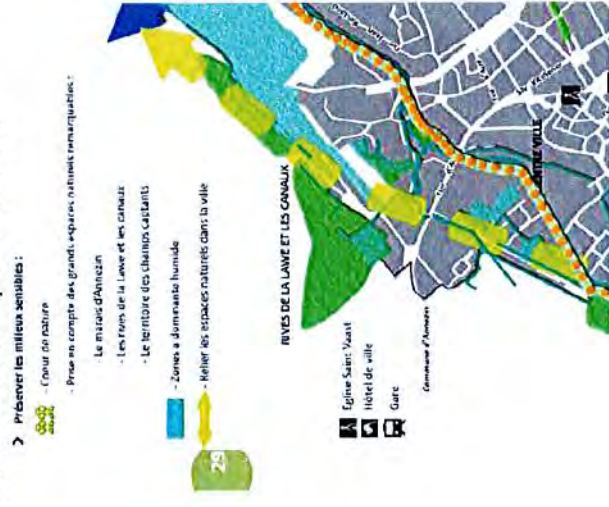 > Préserver les milieux sensibles :
- Coeur de nature
- Prise en compte des grands espaces naturels remarquables :
- Le marais d'Annezin
- Les rives de la Lawe et les canaux
- Le territoire des champs captants
- Zones à dominante humide
- Relier les espaces naturels dans la ville
29
RIVES DE LA LAWE ET LES CANAUX
Eglise Saint Vaast
Hôtel de ville
Gare
Commune d'Annezin
CENTRE VILLE